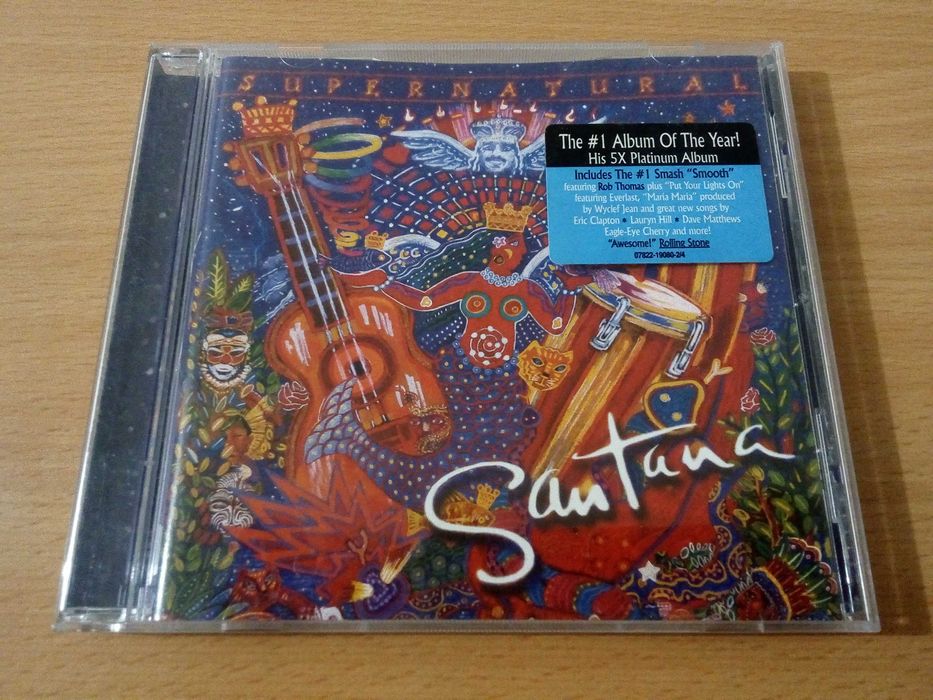 SUPERNATURAL
The #1 Album Of The Year!
His 5X Platinum Album
Includes The #1 Smash "Smooth"
featuring Rob Thomas plus "Put Your Lights On"
featuring Everlast, "Maria Maria" produced
by Wyclef Jean and great new songs by
Eric Clapton * Lauryn Hill * Dave Matthews
Eagle-Eye Cherry and more!
"Awesome!" Rolling Stone
07822-19080-2/4
Santana